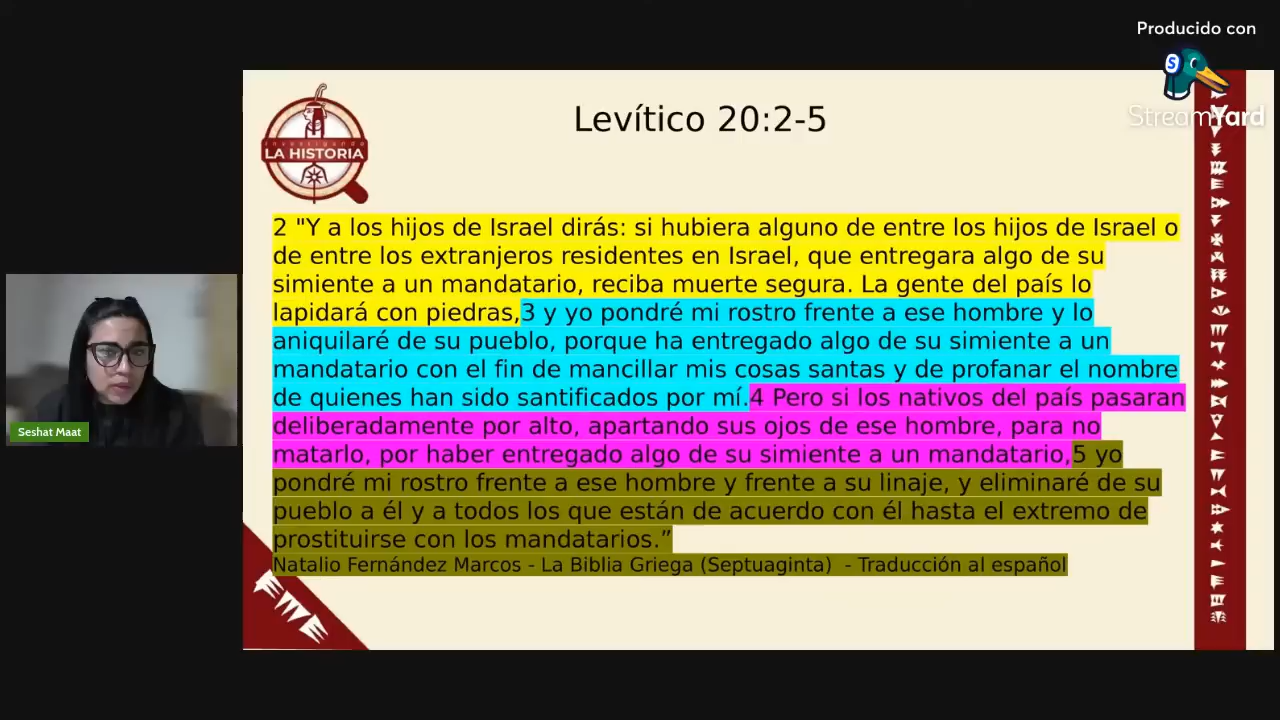 Producido con
StreamYard
Levítico 20:2-5
Investigando
LA HISTORIA
2 "Y a los hijos de Israel dirás: si hubiera alguno de entre los hijos de Israel o
de entre los extranjeros residentes en Israel, que entregara algo de su
simiente a un mandatario, reciba muerte segura. La gente del país lo
lapidará con piedras,3 y yo pondré mi rostro frente a ese hombre y lo
aniquilaré de su pueblo, porque ha entregado algo de su simiente a un
mandatario con el fin de mancillar mis cosas santas y de profanar el nombre
de quienes han sido santificados por mí.4 Pero si los nativos del país pasaran
deliberadamente por alto, apartando sus ojos de ese hombre, para no
matarlo, por haber entregado algo de su simiente a un mandatario,5 yo
pondré mi rostro frente a ese hombre y frente a su linaje, y eliminaré de su
pueblo a él y a todos los que están de acuerdo con él hasta el extremo de
prostituirse con los mandatarios.”
Natalio Fernández Marcos - La Biblia Griega (Septuaginta) - Traducción al español
Seshat Maat